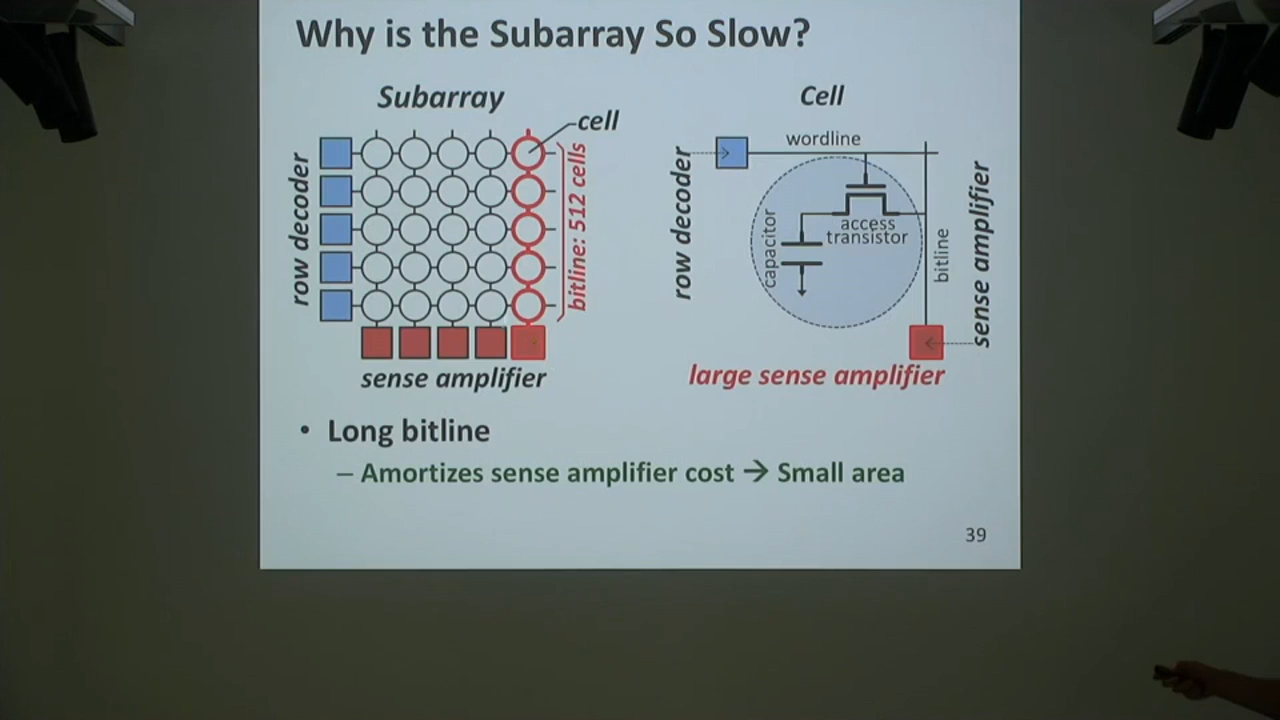 Why is the Subarray So Slow?
Subarray
cell
row decoder
bitline: 512 cells
sense amplifier
Cell
wordline
row decoder
capacitor
access
transistor
bitline
sense amplifier
large sense amplifier
• Long bitline
– Amortizes sense amplifier cost → Small area
39